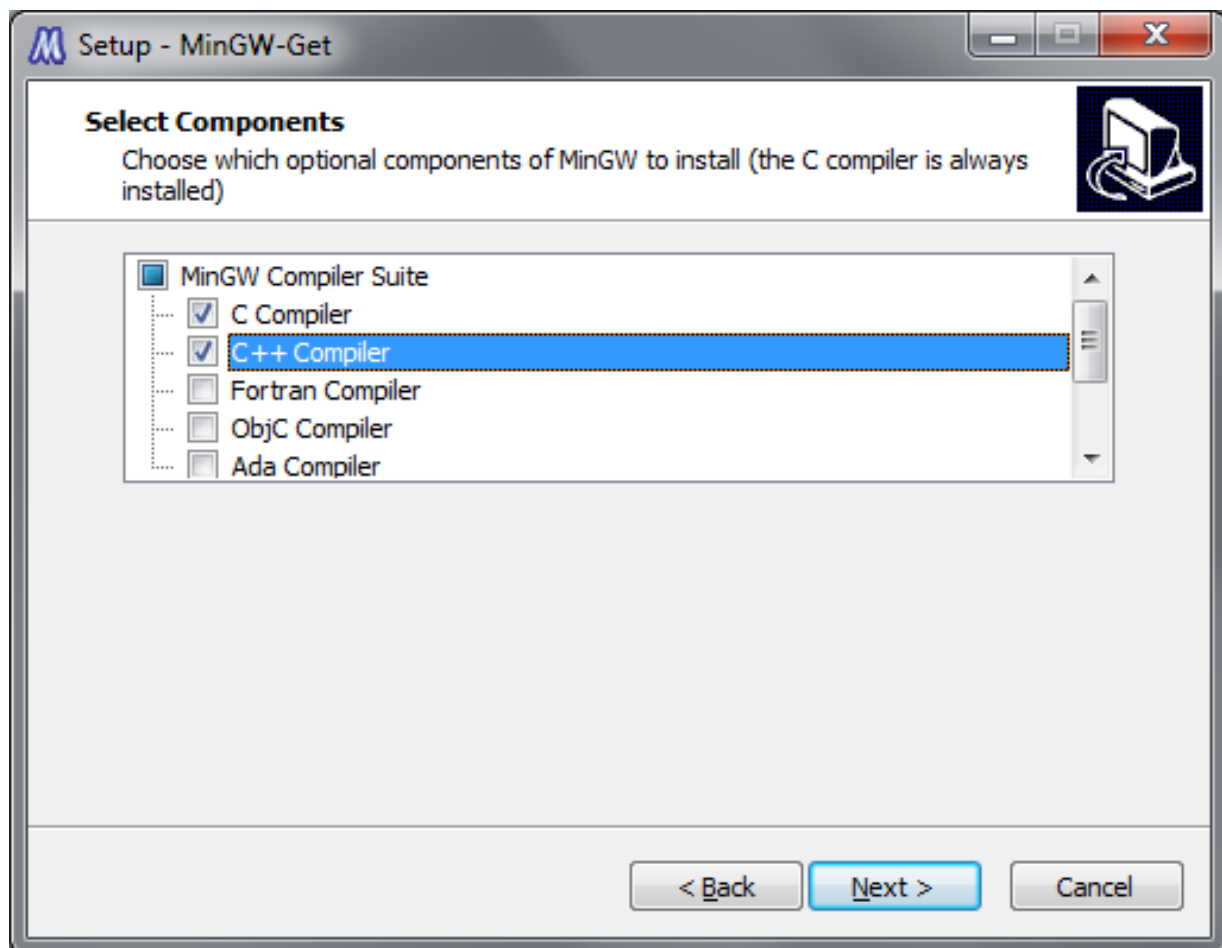 Setup - MinGW-Get
Select Components
Choose which optional components of MinGW to install (the C compiler is always
installed)
MinGW Compiler Suite
C Compiler
C++ Compiler
Fortran Compiler
ObjC Compiler
Ada Compiler
< Back Next > Cancel